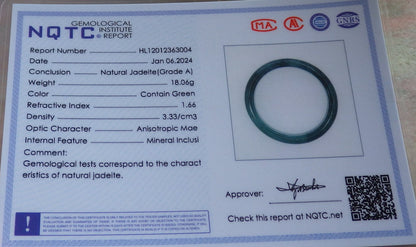 NQTC GEMOLOGICAL
INSTITUTE
REPORT
MA
CNAS
GNRN
Report Number HL12012363004
DATE Jan 06.2024
Conclusion Natural Jadeite(Grade A)
Weight 18.06g
Color Contain Green
Refractive Index 1.66
Density 3.33/cm3
Optic Character Anisotropic Mae
Internal Feature Mineral Inclusi
Comment:
Gemological tests correspond to the charact
eristics of natural jadeite.
Approver:
Check this report at NQTC.net